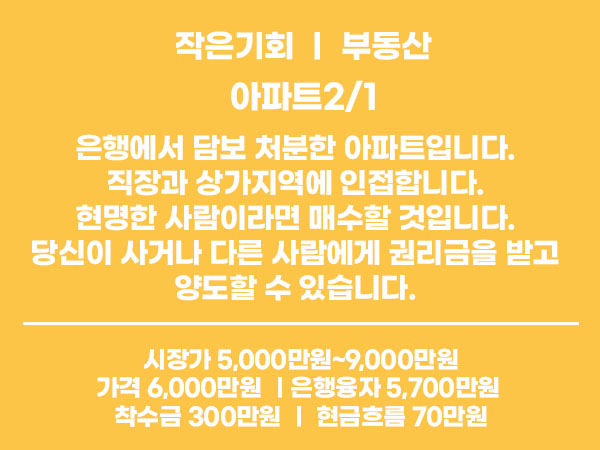 작은기회 | 부동산
아파트2/1
은행에서 담보 처분한 아파트입니다.
직장과 상가지역에 인접합니다.
현명한 사람이라면 매수할 것입니다.
당신이 사거나 다른 사람에게 권리금을 받고
양도할 수 있습니다.
시장가 5,000만원~9,000만원
가격 6,000만원 | 은행융자 5,700만원
착수금 300만원 | 현금흐름 70만원